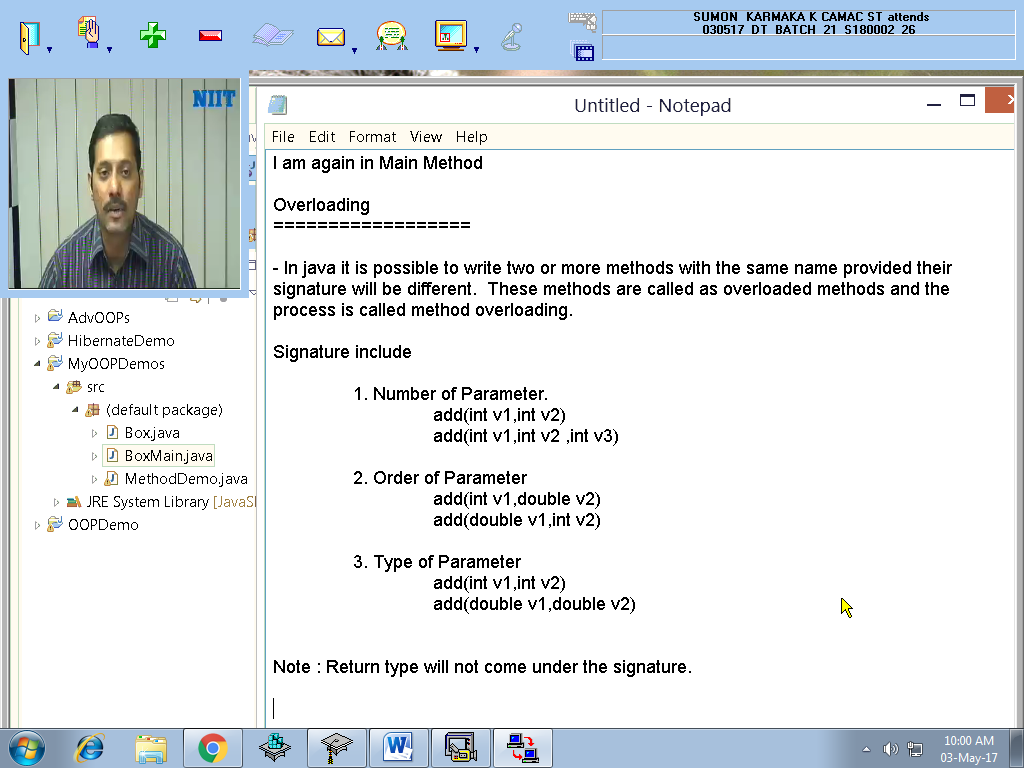 SUMON KARMAKA K CAMAC ST attends
030517_DT_BATCH_21_S180002_26
NIIT
Untitled - Notepad
File Edit Format View Help
I am again in Main Method
Overloading
==================
- In java it is possible to write two or more methods with the same name provided their
signature will be different. These methods are called as overloaded methods and the
process is called method overloading.
Signature include
1. Number of Parameter.
add(int v1,int v2)
add(int v1,int v2 ,int v3)
2. Order of Parameter
add(int v1,double v2)
add(double v1,int v2)
3. Type of Parameter
add(int v1,int v2)
add(double v1,double v2)
Note : Return type will not come under the signature.
AdvOOPs
HibernateDemo
MyOOPDemos
src
(default package)
Box.java
BoxMain.java
MethodDemo.java
JRE System Library [JavaSE
OOPDemo
10:00 AM
03-May-17